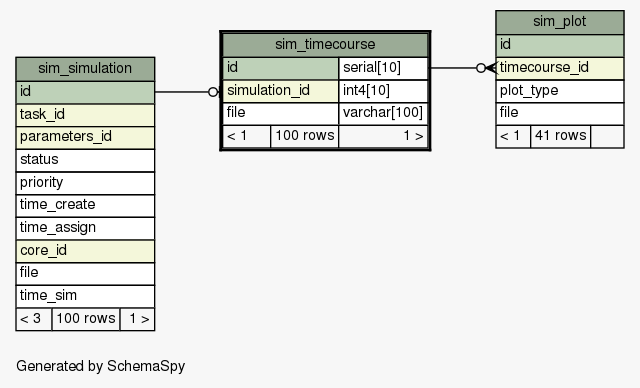 sim_simulation
id
task_id
parameters_id
status
priority
time_create
time_assign
core_id
file
time_sim
< 3 100 rows 1 >
sim_timecourse
id serial[10]
simulation_id int4[10]
file varchar[100]
< 1 100 rows 1 >
sim_plot
id
timecourse_id
plot_type
file
< 1 41 rows
Generated by SchemaSpy